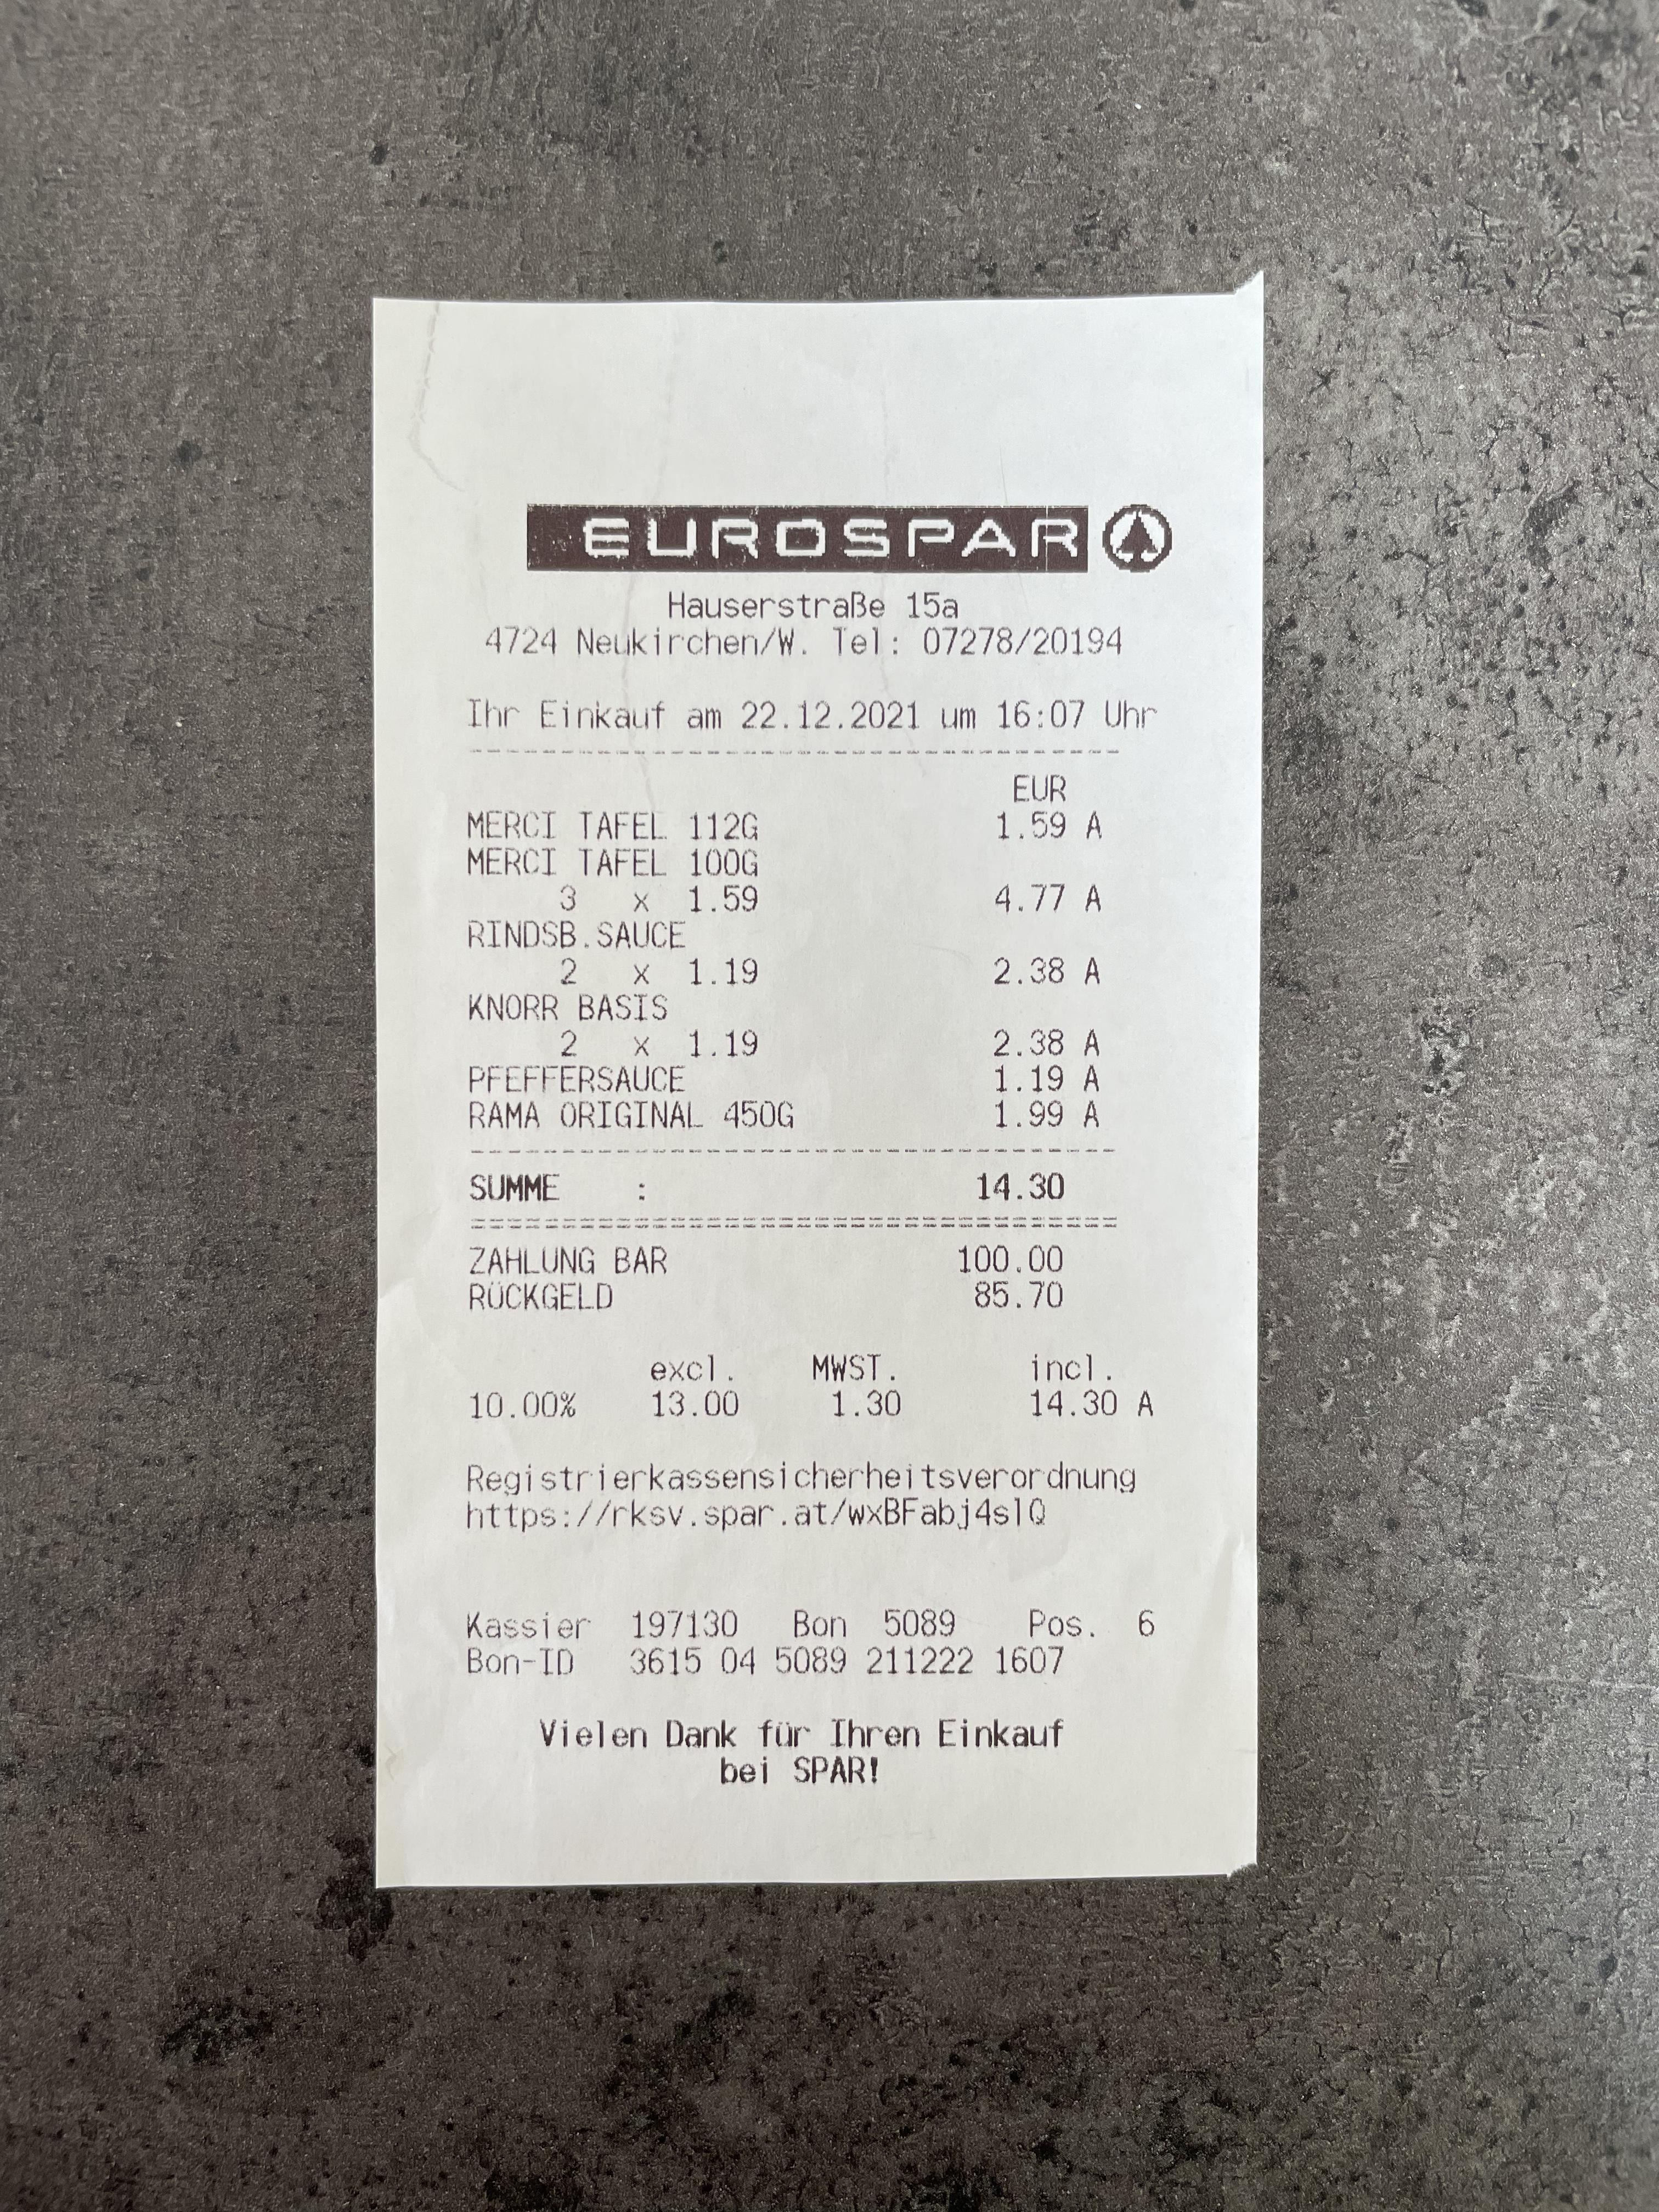 EUROSPAR
Hauserstraße 15a
4724 Neukirchen/W. Tel: 07278/20194
Ihr Einkauf am 22.12.2021 um 16:07 Uhr
EUR
MERCI TAFEL 112G 1.59 A
MERCI TAFEL 100G
3 x 1.59 4.77 A
RINDSB.SAUCE
2 x 1.19 2.38 A
KNORR BASIS
2 x 1.19 2.38 A
PFEFFERSAUCE 1.19 A
RAMA ORIGINAL 450G 1.99 A
SUMME : 14.30
ZAHLUNG BAR 100.00
RÜCKGELD 85.70
excl. MWST. incl.
10.00% 13.00 1.30 14.30 A
Registrierkassensicherheitsverordnung
https://rksv.spar.at/wxBFabj4slQ
Kassier 197130 Bon 5089 Pos. 6
Bon-ID 3615 04 5089 211222 1607
Vielen Dank für Ihren Einkauf
bei SPAR!